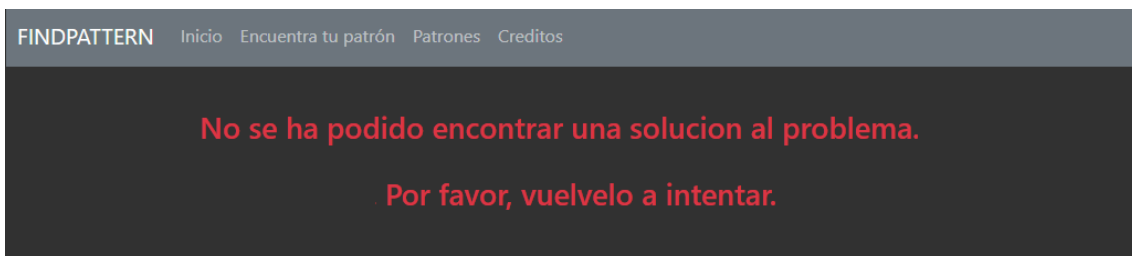 FINDPATTERN Inicio Encuentra tu patrón Patrones Creditos
No se ha podido encontrar una solucion al problema.
Por favor, vuelvelo a intentar.